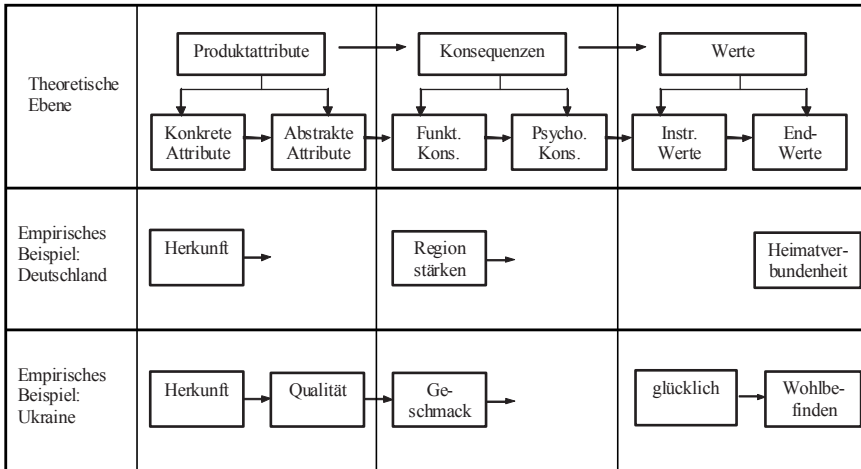 Produktattribute
Konsequenzen
Werte
Theoretische
Ebene
Konkrete
Attribute
Abstrakte
Attribute
Funkt.
Kons.
Psycho.
Kons.
Instr.
Werte
End-
Werte
Empirisches
Beispiel:
Deutschland
Herkunft
Region
stärken
Heimatver-
bundenheit
Empirisches
Beispiel:
Ukraine
Herkunft
Qualität
Ge-
schmack
glücklich
Wohlbe-
finden